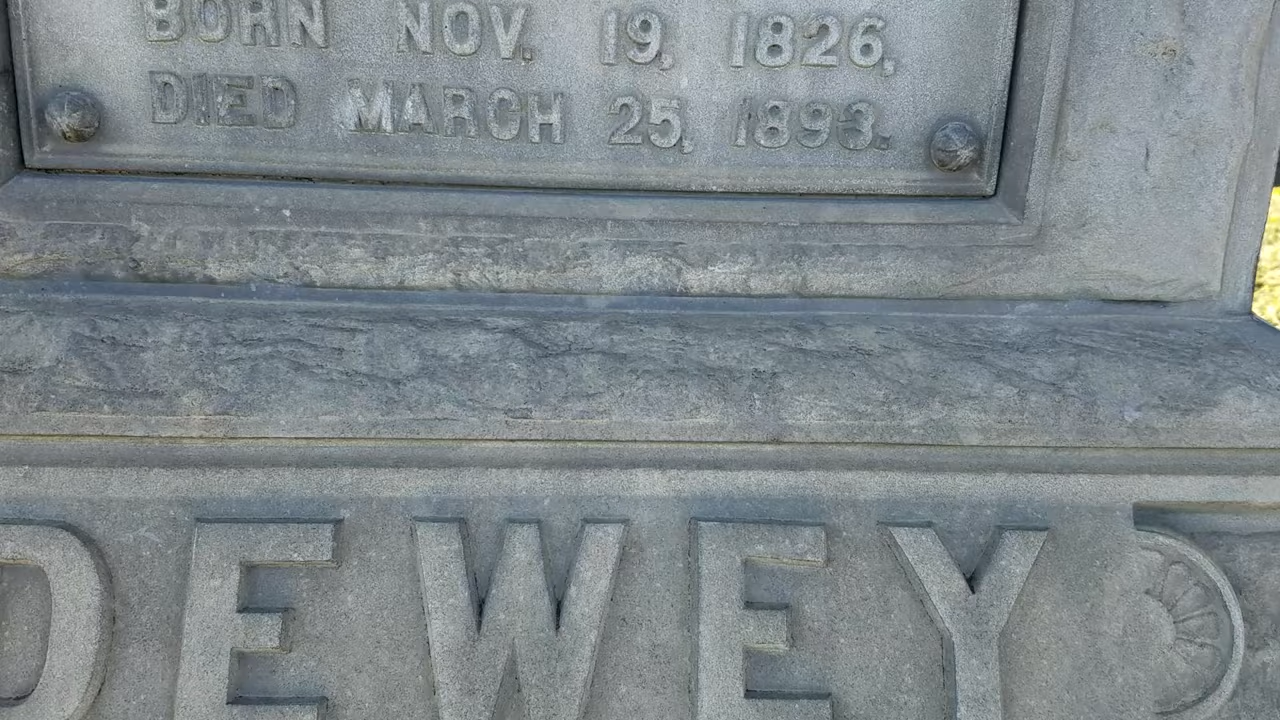 BORN NOV. 19, 1826,
DIED MARCH 25, 1893.
DEWEY